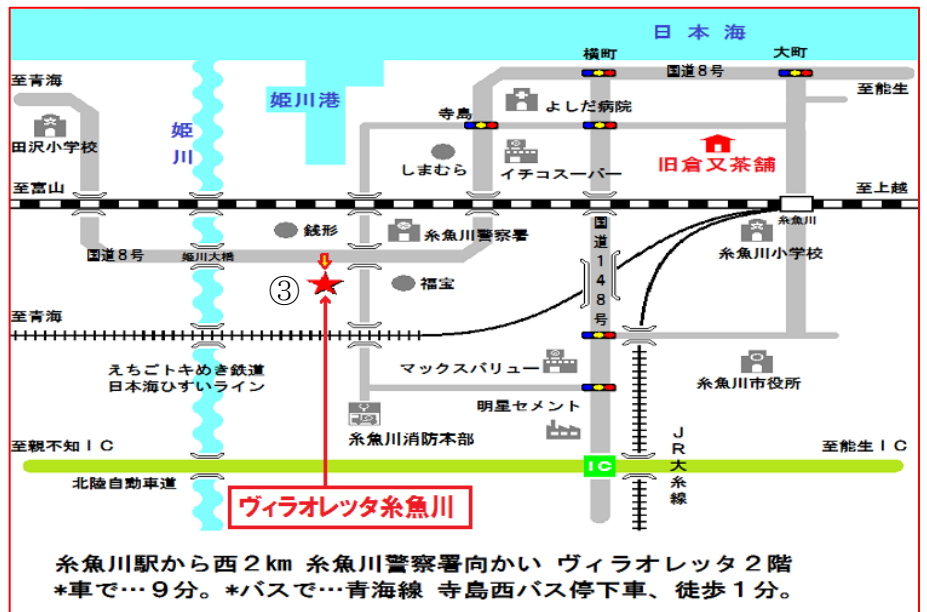 日本海
横町
大町
国道8号
至青海
至能生
姫川港
よしだ病院
寺島
姫川
田沢小学校
しまむら
イチコスーパー
旧倉又茶舗
至富山
至上越
糸魚川
銭形
糸魚川警察署
国道148号
糸魚川小学校
国道8号
姫川大橋
③
福宝
至青海
えちごトキめき鉄道
日本海ひすいライン
マックスバリュー
糸魚川市役所
明星セメント
糸魚川消防本部
JR大糸線
至親不知IC
至能生IC
IC
北陸自動車道
ヴィラオレッタ糸魚川
糸魚川駅から西2km 糸魚川警察署向かい ヴィラオレッタ2階
*車で…9分。*バスで…青海線 寺島西バス停下車、徒歩1分。